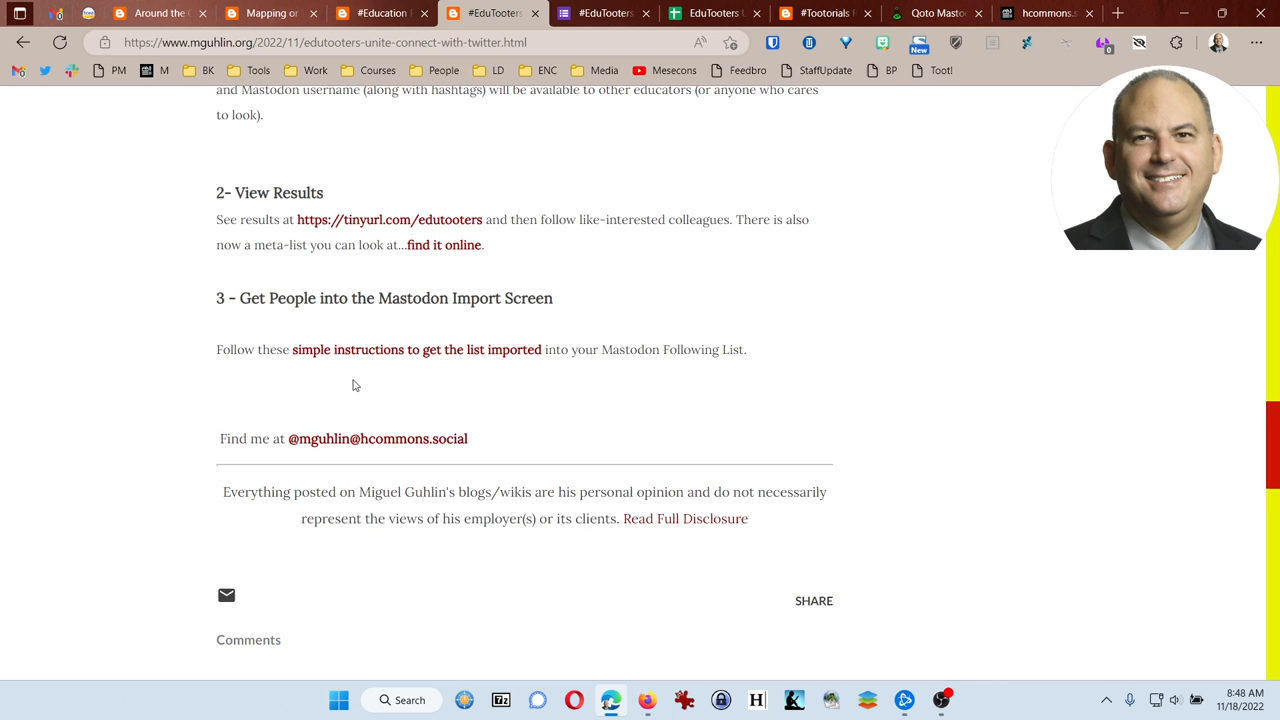 Around the C
Mapping or
#Education
#EduTooters
#EduTooters
EduTooters U
#Tootorials F
Qoto Masto
hcommons.s
https://www.mguhlin.org/2022/11/edutooters-unite-connect-with-twitter.html
New
0
PM
M
BK
Tools
Work
Courses
People
LD
ENC
Media
Mesecons
Feedbro
StaffUpdate
BP
Toot!
and Mastodon username (along with hashtags) will be available to other educators (or anyone who cares
to look).
2- View Results
See results at https://tinyurl.com/edutooters and then follow like-interested colleagues. There is also
now a meta-list you can look at...find it online.
3 - Get People into the Mastodon Import Screen
Follow these simple instructions to get the list imported into your Mastodon Following List.
Find me at @mguhlin@hcommons.social
Everything posted on Miguel Guhlin's blogs/wikis are his personal opinion and do not necessarily
represent the views of his employer(s) or its clients. Read Full Disclosure
SHARE
Comments
Search
8:48 AM
11/18/2022